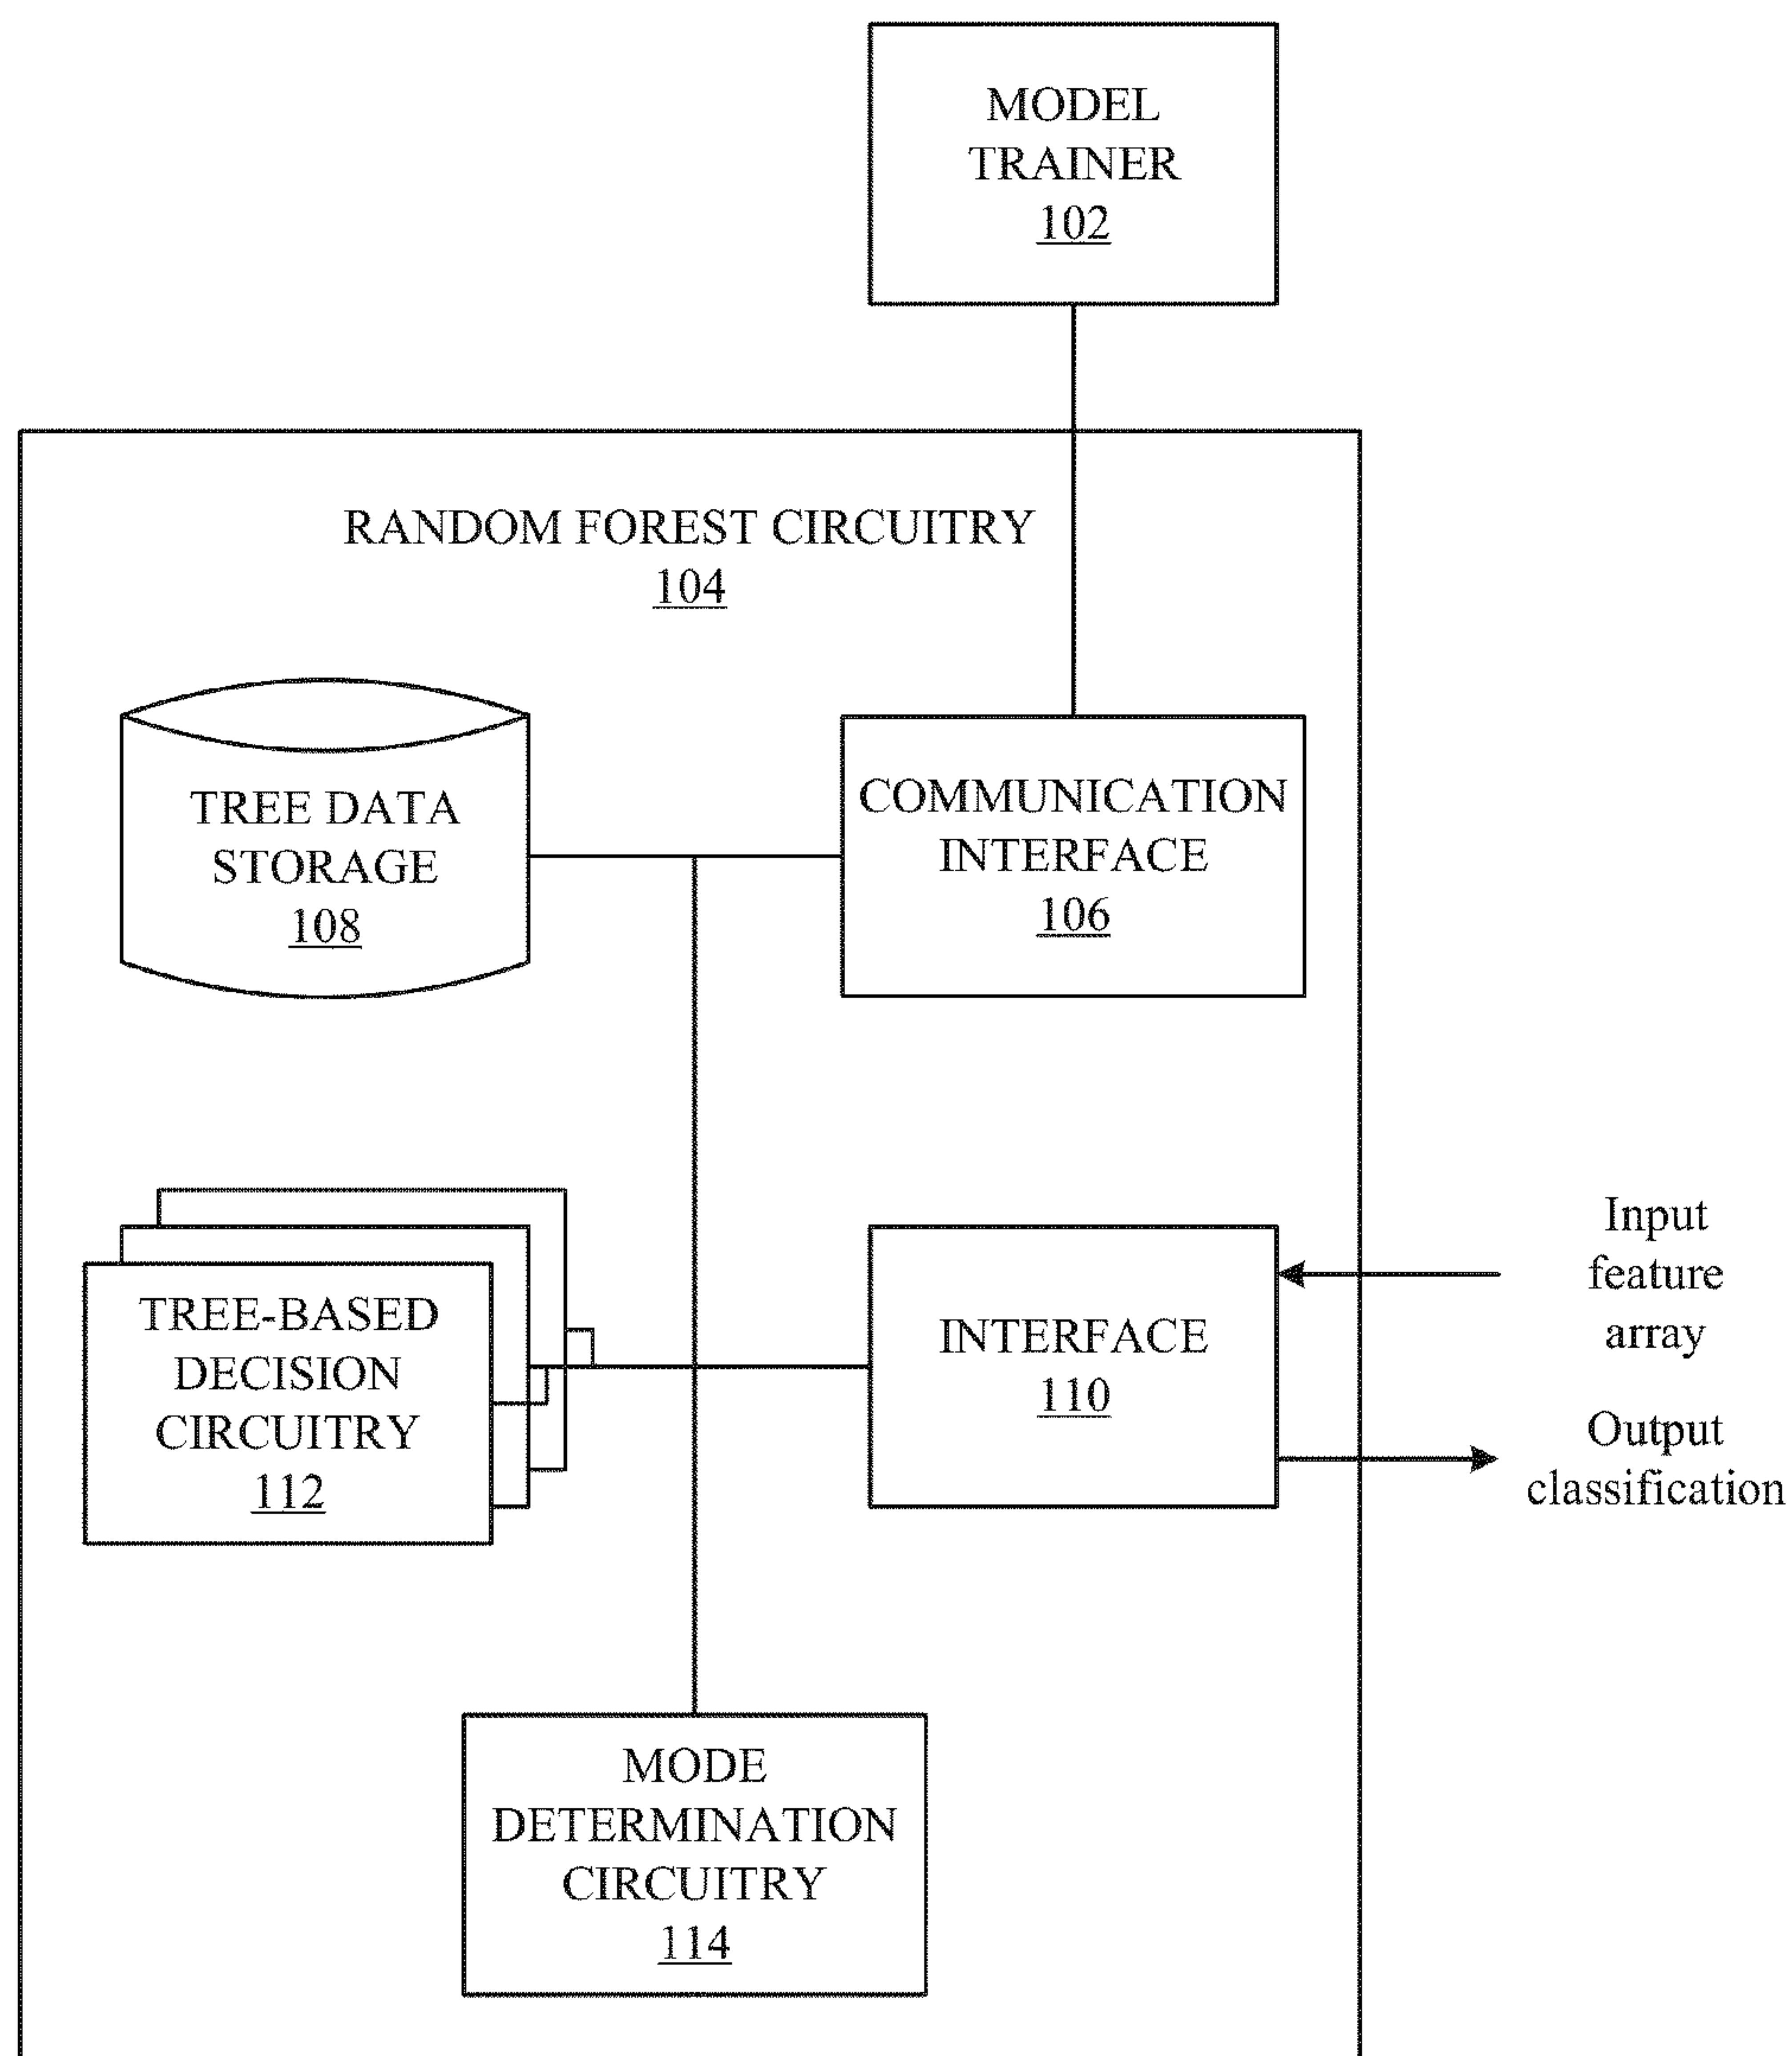 MODEL
TRAINER
102
RANDOM FOREST CIRCUITRY
104
TREE DATA
STORAGE
108
COMMUNICATION
INTERFACE
106
TREE-BASED
DECISION
CIRCUITRY
112
INTERFACE
110
Input
feature
array
Output
classification
MODE
DETERMINATION
CIRCUITRY
114